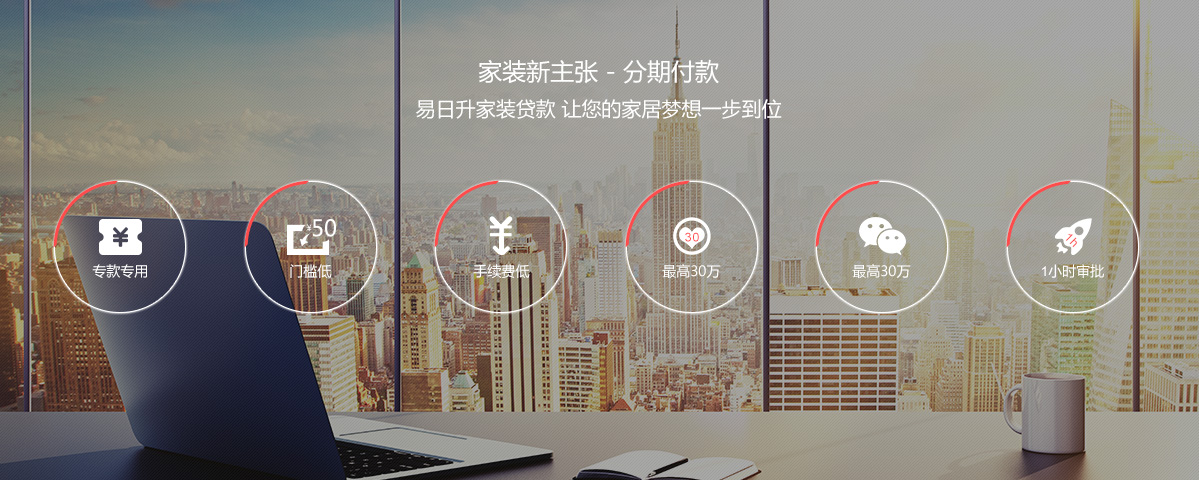 家装新主张 - 分期付款
易日升家装贷款 让您的家居梦想一步到位
¥
专款专用
50
门槛低
¥
手续费低
30
最高30万
最高30万
1h
1小时审批